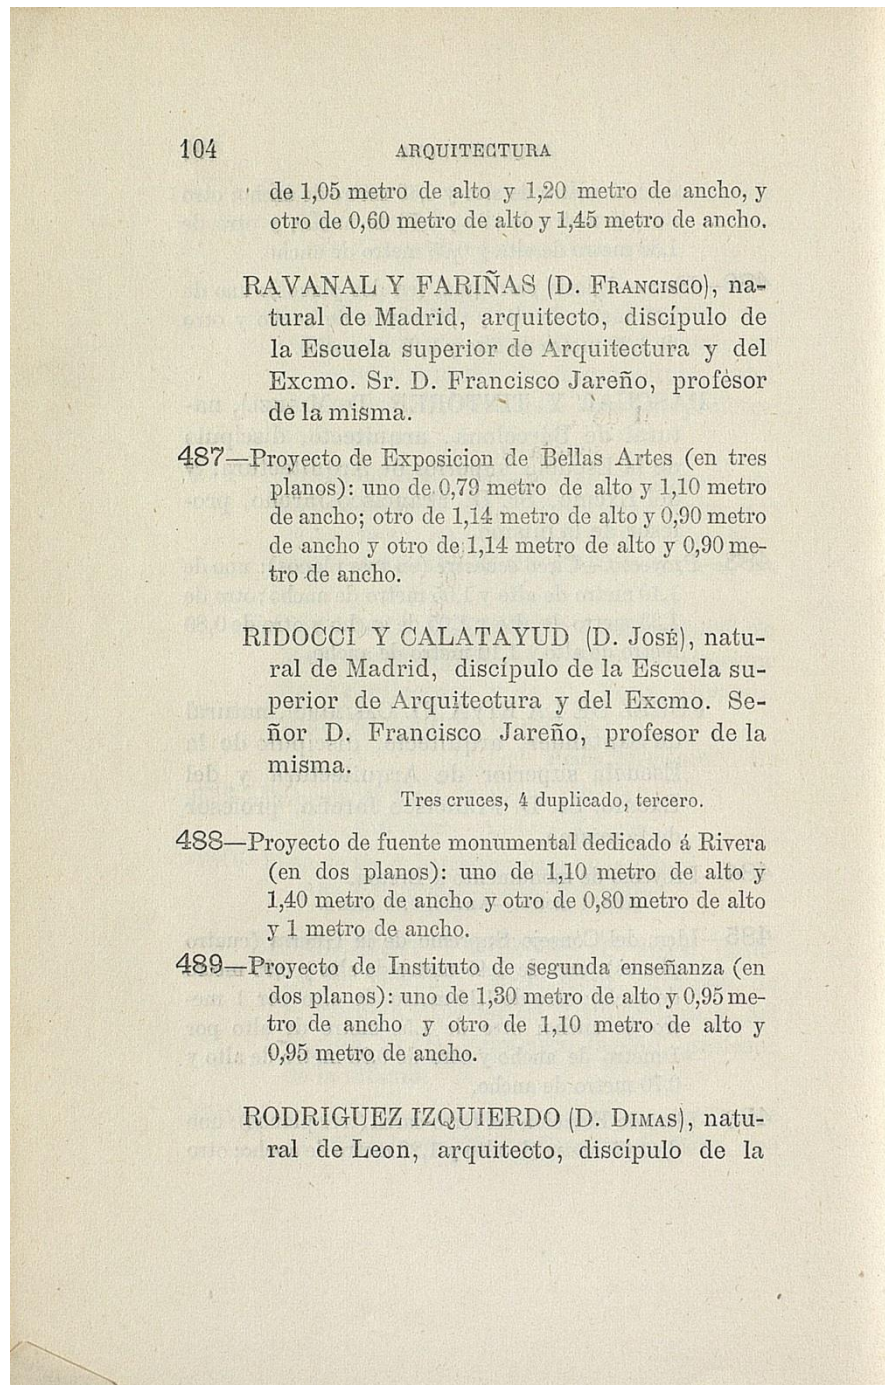 104 ARQUITECTURA
de 1,05 metro de alto y 1,20 metro de ancho, y
otro de 0,60 metro de alto y 1,45 metro de ancho.
RAVANAL Y FARIÑAS (D. FRANCISCO), na-
tural de Madrid, arquitecto, discípulo de
la Escuela superior de Arquitectura y del
Excmo. Sr. D. Francisco Jareño, profesor
de la misma.
487—Proyecto de Exposicion de Bellas Artes (en tres
planos): uno de 0,79 metro de alto y 1,10 metro
de ancho; otro de 1,14 metro de alto y 0,90 metro
de ancho y otro de 1,14 metro de alto y 0,90 me-
tro de ancho.
RIDOCCI Y CALATAYUD (D. JOSÉ), natu-
ral de Madrid, discípulo de la Escuela su-
perior de Arquitectura y del Excmo. Se-
ñor D. Francisco Jareño, profesor de la
misma.
Tres cruces, 4 duplicado, tercero.
488—Proyecto de fuente monumental dedicado á Rivera
(en dos planos): uno de 1,10 metro de alto y
1,40 metro de ancho y otro de 0,80 metro de alto
y 1 metro de ancho.
489—Proyecto de Instituto de segunda enseñanza (en
dos planos): uno de 1,30 metro de alto y 0,95 me-
tro de ancho y otro de 1,10 metro de alto y
0,95 metro de ancho.
RODRIGUEZ IZQUIERDO (D. DIMAS), natu-
ral de Leon, arquitecto, discípulo de la